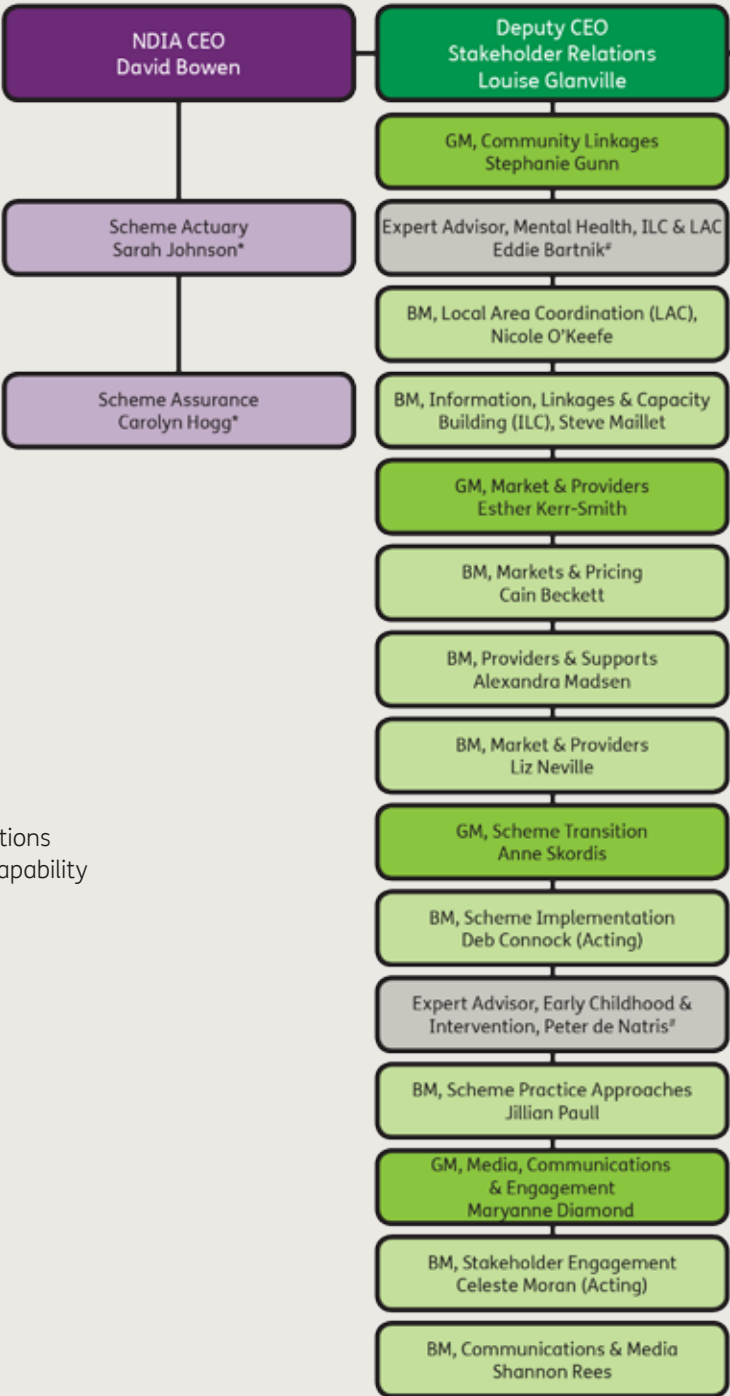 NDIA CEO
David Bowen
Scheme Actuary
Sarah Johnson*
Scheme Assurance
Carolyn Hogg*
tions
apability
Deputy CEO
Stakeholder Relations
Louise Glanville
GM, Community Linkages
Stephanie Gunn
Expert Advisor, Mental Health, ILC & LAC
Eddie Bartnik#
BM, Local Area Coordination (LAC),
Nicole O'Keefe
BM, Information, Linkages & Capacity
Building (ILC), Steve Maillet
GM, Market & Providers
Esther Kerr-Smith
BM, Markets & Pricing
Cain Beckett
BM, Providers & Supports
Alexandra Madsen
BM, Market & Providers
Liz Neville
GM, Scheme Transition
Anne Skordis
BM, Scheme Implementation
Deb Connock (Acting)
Expert Advisor, Early Childhood &
Intervention, Peter de Natris#
BM, Scheme Practice Approaches
Jillian Paull
GM, Media, Communications
& Engagement
Maryanne Diamond
BM, Stakeholder Engagement
Celeste Moran (Acting)
BM, Communications & Media
Shannon Rees